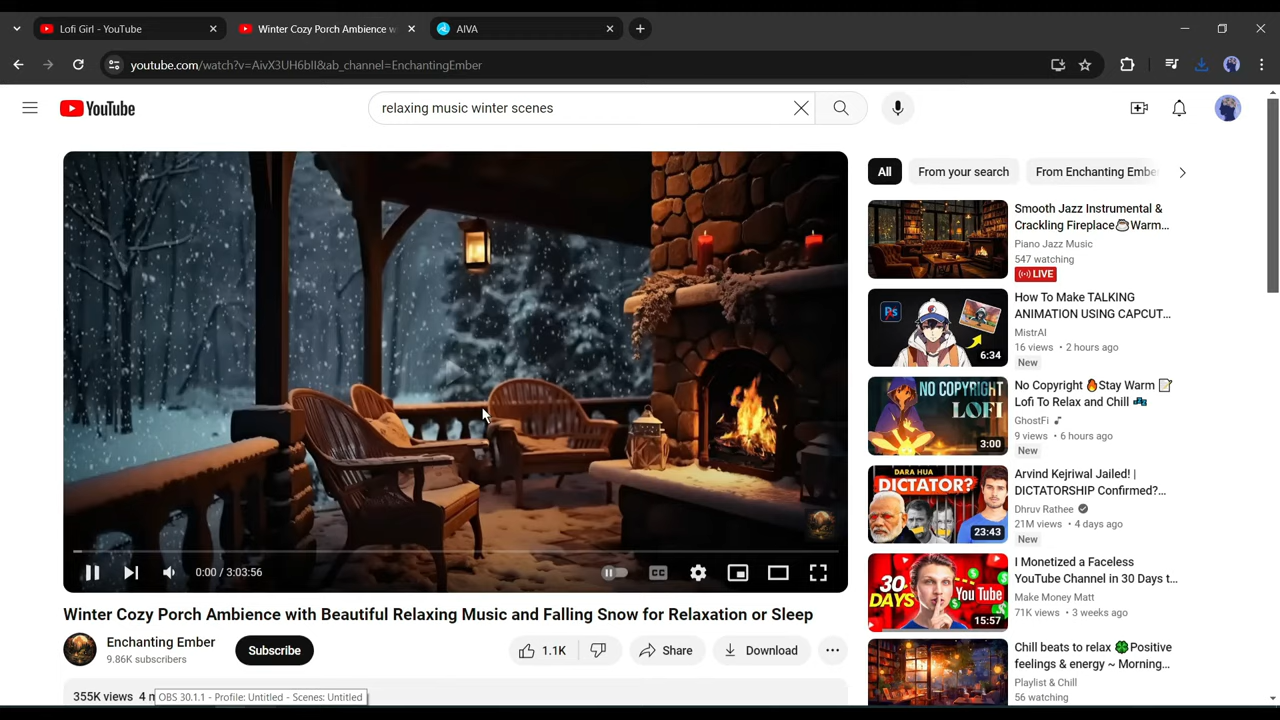 Lofi Girl - YouTube
Winter Cozy Porch Ambience w
AIVA
youtube.com/watch?v=AivX3UH6bII&ab_channel=EnchantingEmber
YouTube
relaxing music winter scenes
0:00 / 3:03:56
CC
Winter Cozy Porch Ambience with Beautiful Relaxing Music and Falling Snow for Relaxation or Sleep
Enchanting Ember
9.86K subscribers
Subscribe
1.1K
Share
Download
355K views 4 m
OBS 30.1.1 - Profile: Untitled - Scenes: Untitled
All
From your search
From Enchanting Embe
Smooth Jazz Instrumental &
Crackling Fireplace☕Warm...
Piano Jazz Music
547 watching
LIVE
Ps
6:34
How To Make TALKING
ANIMATION USING CAPCUT...
MistrAI
16 views • 2 hours ago
New
NO COPYRIGHT
LOFI
3:00
No Copyright 🔥Stay Warm 📝
Lofi To Relax and Chill 💤
GhostFi
9 views • 6 hours ago
New
DARA HUA
DICTATOR?
23:43
Arvind Kejriwal Jailed! |
DICTATORSHIP Confirmed?...
Dhruv Rathee
21M views • 4 days ago
New
30
DAYS
YouTube
15:57
I Monetized a Faceless
YouTube Channel in 30 Days t...
Make Money Matt
71K views • 3 weeks ago
Chill beats to relax 🍀Positive
feelings & energy ~ Morning...
Playlist & Chill
56 watching